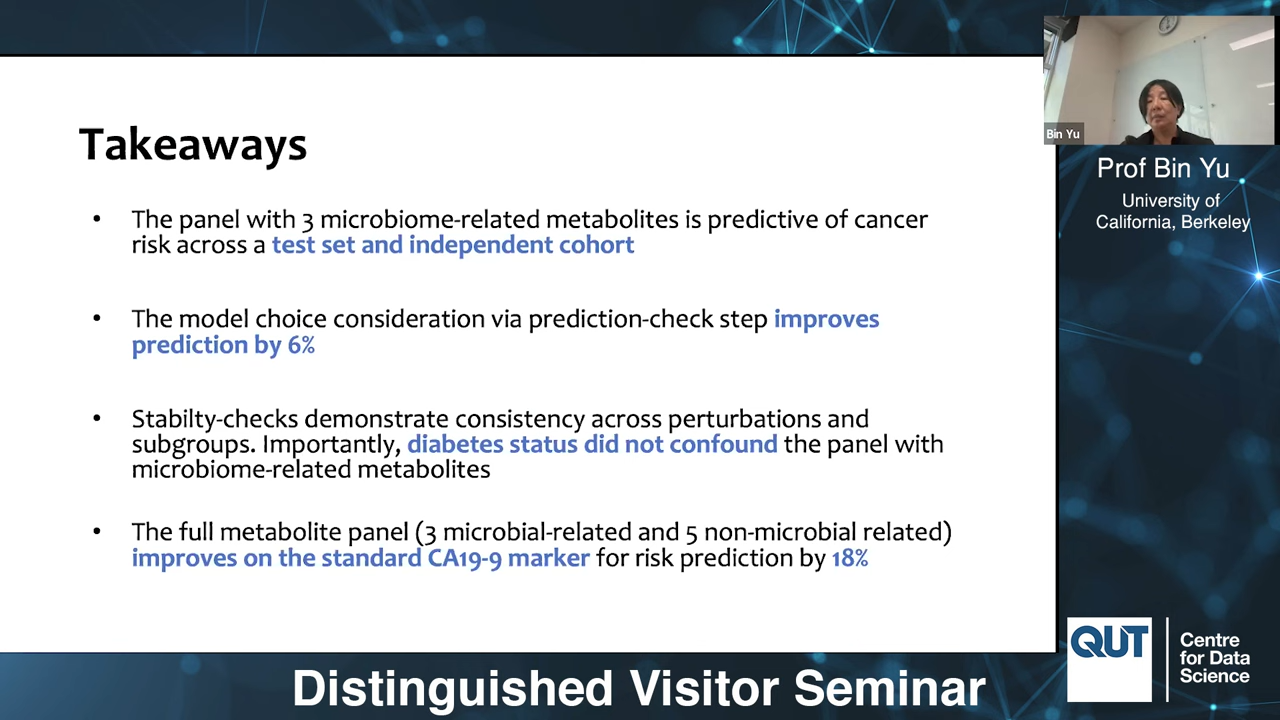 Takeaways
• The panel with 3 microbiome-related metabolites is predictive of cancer
risk across a test set and independent cohort
• The model choice consideration via prediction-check step improves
prediction by 6%
• Stabilty-checks demonstrate consistency across perturbations and
subgroups. Importantly, diabetes status did not confound the panel with
microbiome-related metabolites
• The full metabolite panel (3 microbial-related and 5 non-microbial related)
improves on the standard CA19-9 marker for risk prediction by 18%
Bin Yu
Prof Bin Yu
University of
California, Berkeley
QUT
Centre
for Data
Science
Distinguished Visitor Seminar